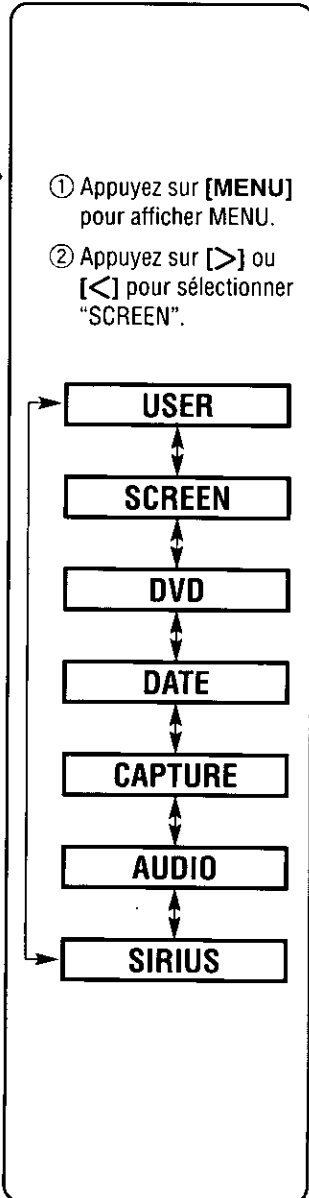 ① Appuyez sur [MENU]
pour afficher MENU.
② Appuyez sur [>] ou
[<] pour sélectionner
“SCREEN”.
USER
SCREEN
DVD
DATE
CAPTURE
AUDIO
SIRIUS